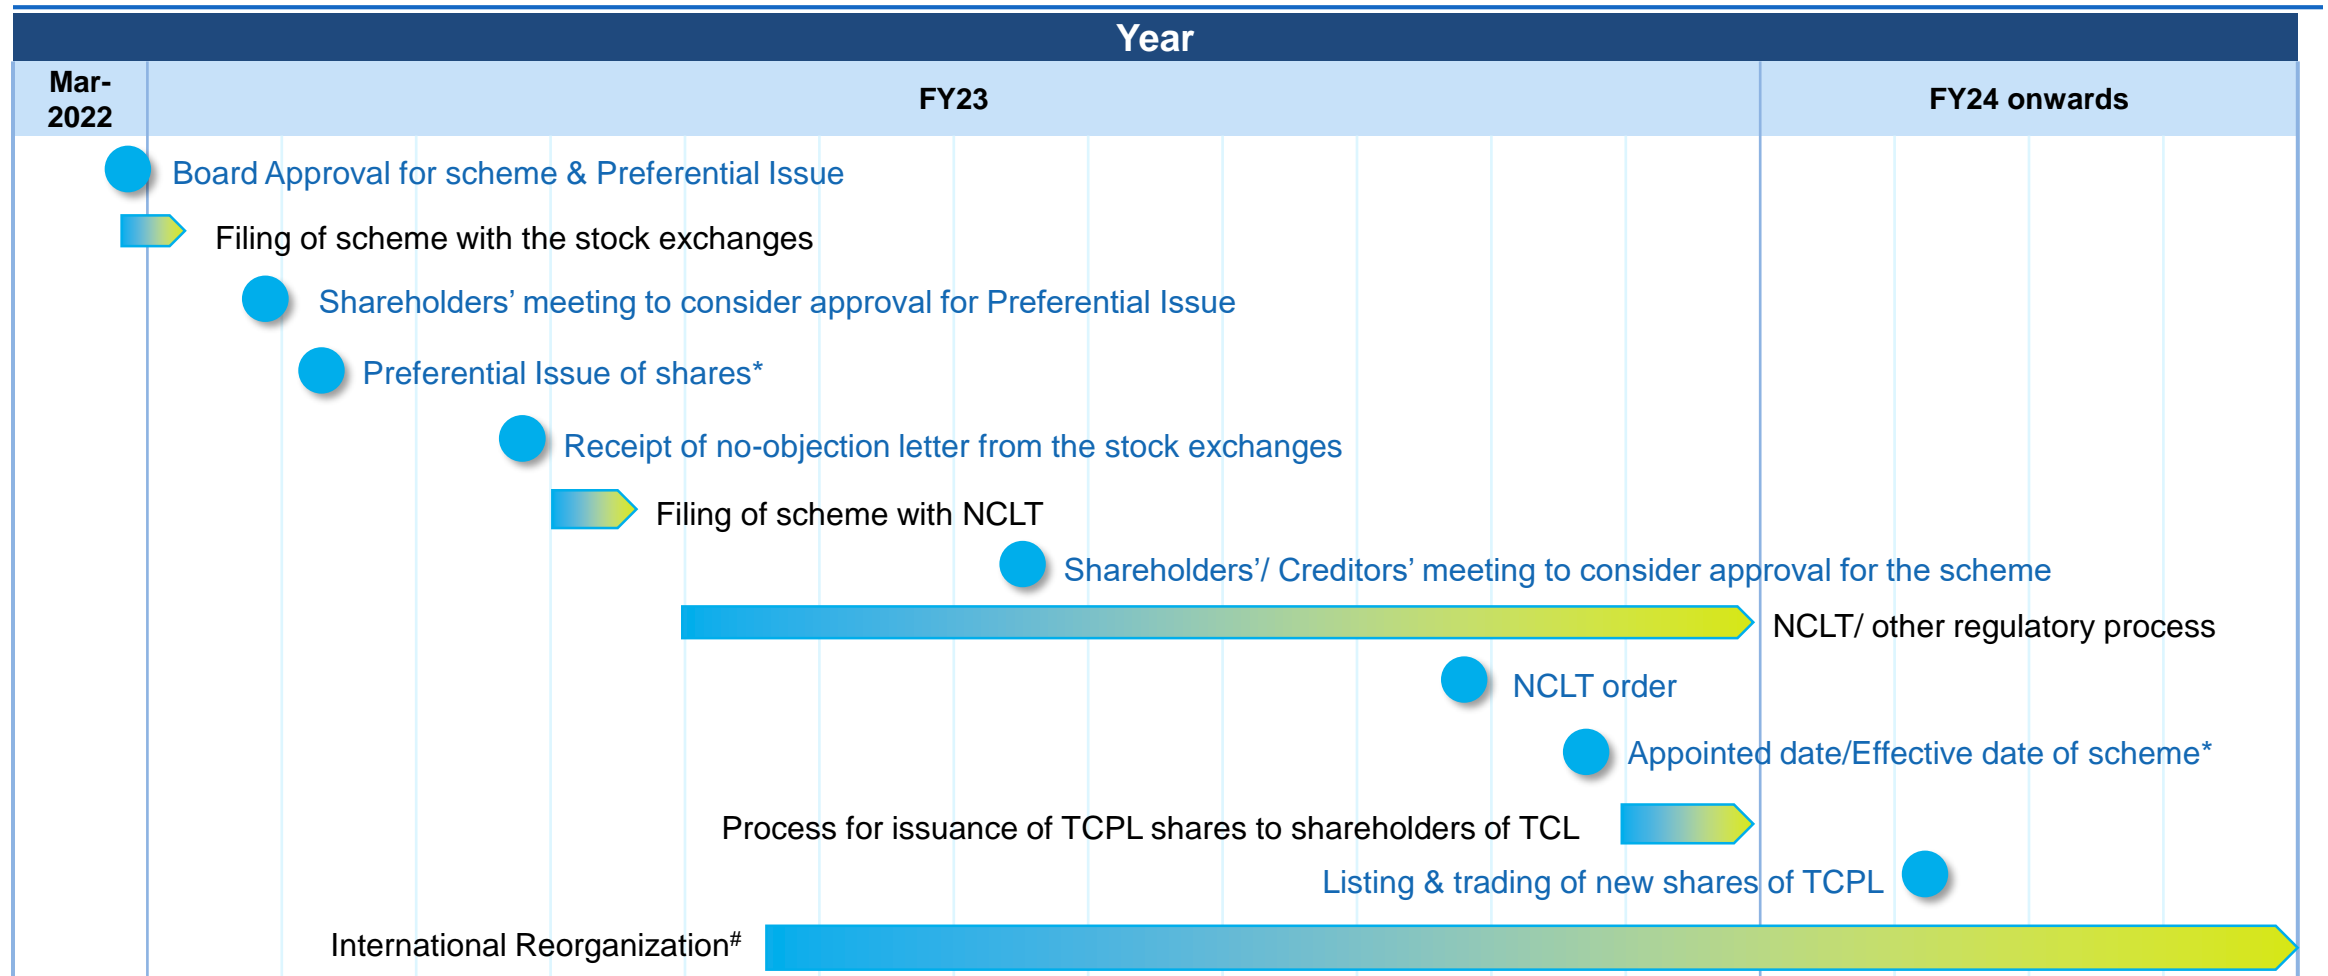 Year
Mar-
2022
FY23
FY24 onwards
Board Approval for scheme & Preferential Issue
Filing of scheme with the stock exchanges
Shareholders’ meeting to consider approval for Preferential Issue
Preferential Issue of shares*
Receipt of no-objection letter from the stock exchanges
Filing of scheme with NCLT
Shareholders’/ Creditors’ meeting to consider approval for the scheme
NCLT/ other regulatory process
NCLT order
Appointed date/Effective date of scheme*
Process for issuance of TCPL shares to shareholders of TCL
Listing & trading of new shares of TCPL
International Reorganization#